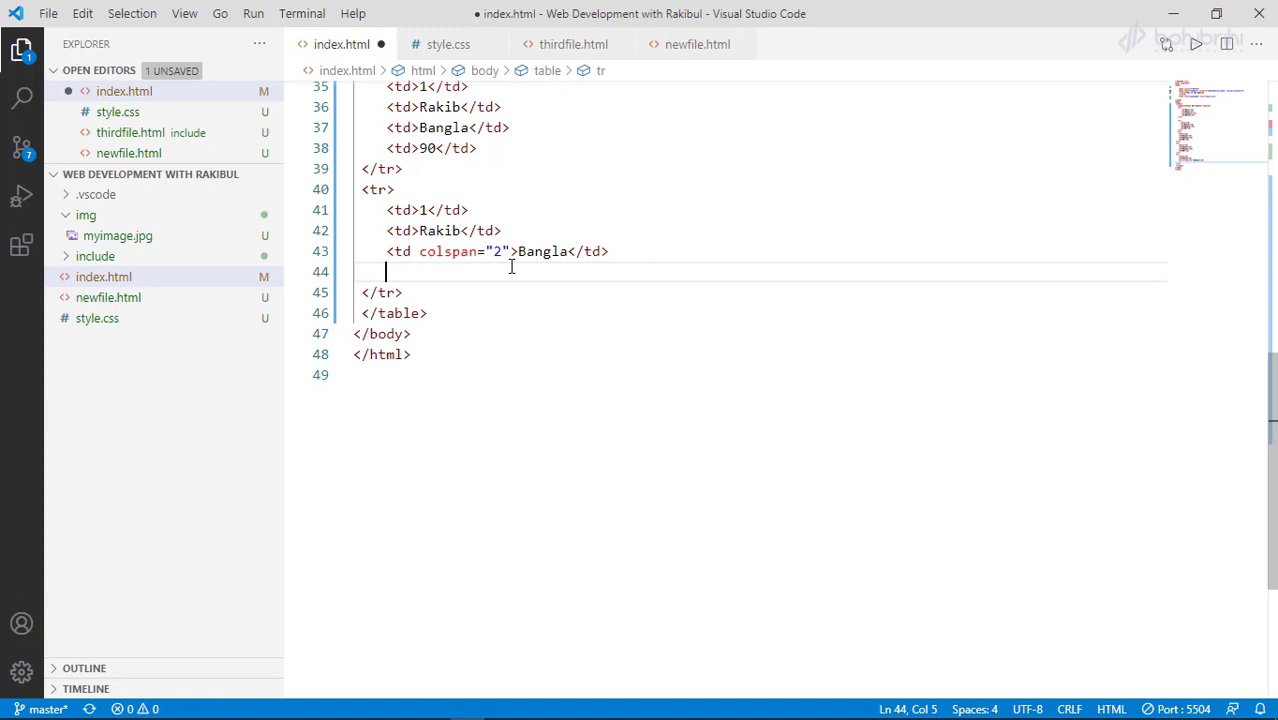 File Edit Selection View Go Run Terminal Help ● index.html - Web Development with Rakibul - Visual Studio Code
bohubrihi
EXPLORER
index.html ●
style.css
thirdfile.html
newfile.html
index.html > html > body > table > tr
OPEN EDITORS 1 UNSAVED
● index.html M
style.css U
thirdfile.html include U
newfile.html U
WEB DEVELOPMENT WITH RAKIBUL
.vscode
img
myimage.jpg U
include
index.html M
newfile.html U
style.css U
OUTLINE
TIMELINE
35 <td>1</td>
36 <td>Rakib</td>
37 <td>Bangla</td>
38 <td>90</td>
39 </tr>
40 <tr>
41 <td>1</td>
42 <td>Rakib</td>
43 <td colspan="2">Bangla</td>
44
45 </tr>
46 </table>
47 </body>
48 </html>
49
1
7
master* 0 0 Ln 44, Col 5 Spaces: 4 UTF-8 CRLF HTML Port : 5504